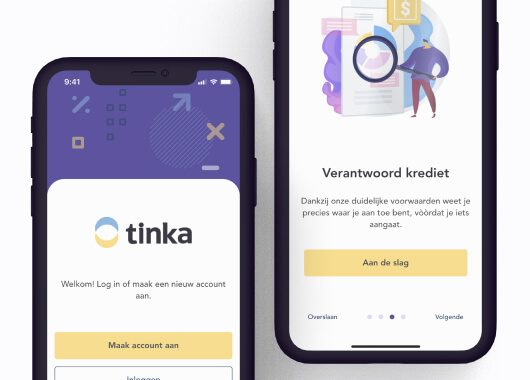 9:41
tinka
Welkom! Log in of maak een nieuw account
aan.
Maak account aan
Inloggen
$
Verantwoord krediet
Dankzij onze duidelijke voorwaarden weet je
precies waar je aan toe bent, vòòrdat je iets
aangaat.
Aan de slag
Overslaan
Volgende